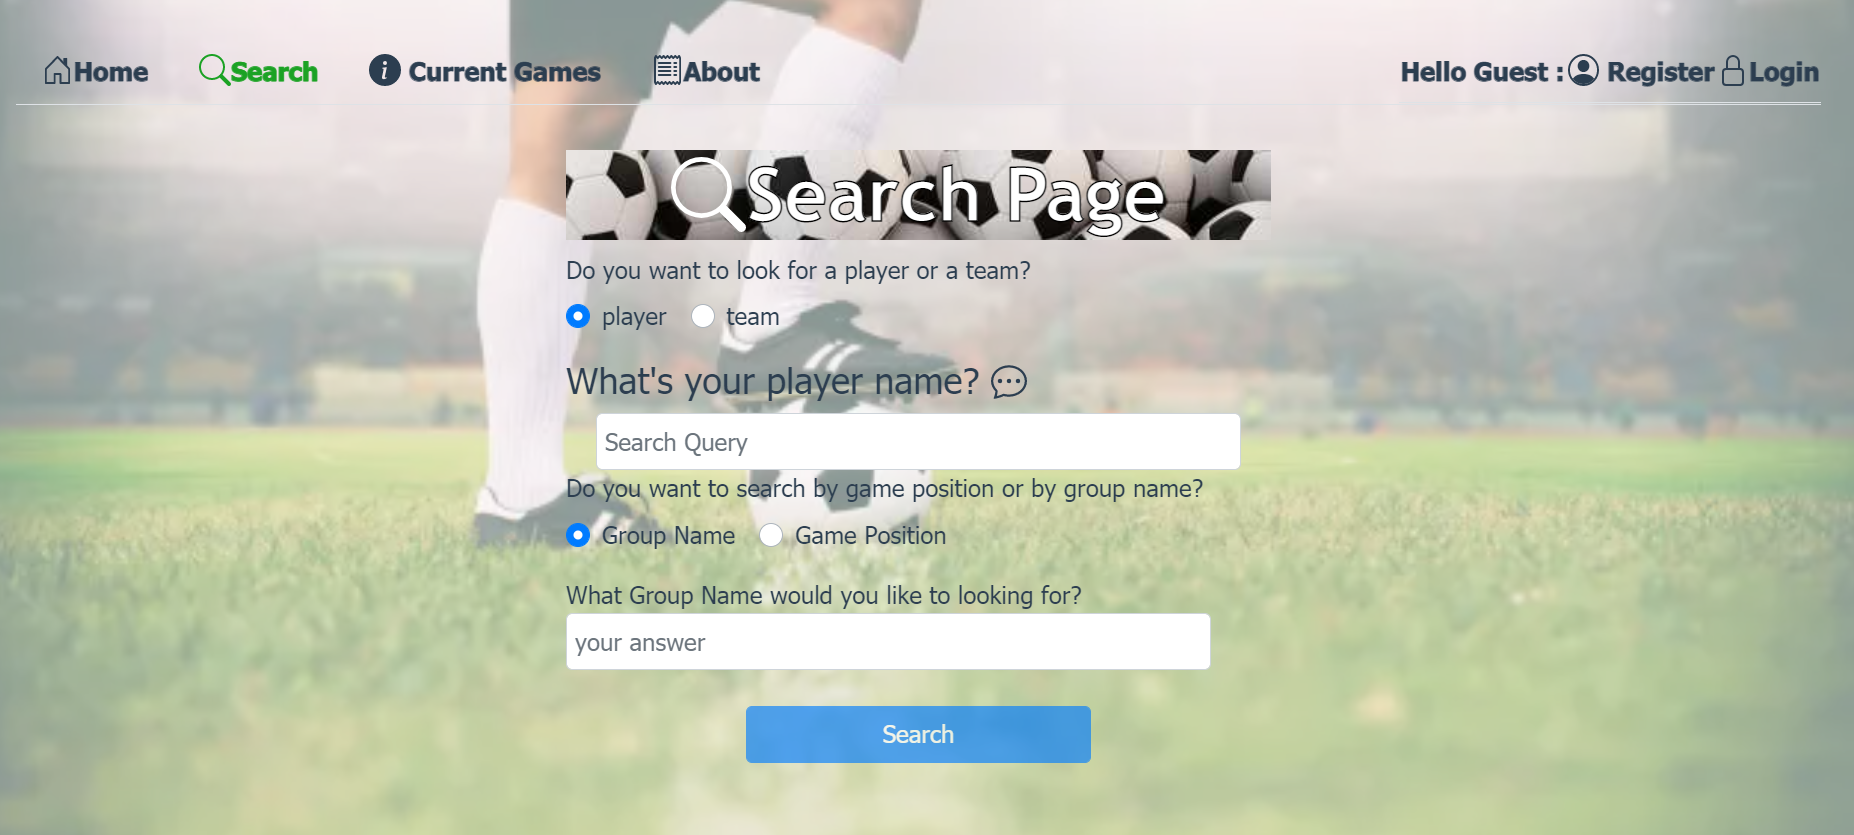 Home Search Current Games About Hello Guest : Register Login
Search Page
Do you want to look for a player or a team?
player team
What's your player name?
Search Query
Do you want to search by game position or by group name?
Group Name Game Position
What Group Name would you like to looking for?
your answer
Search